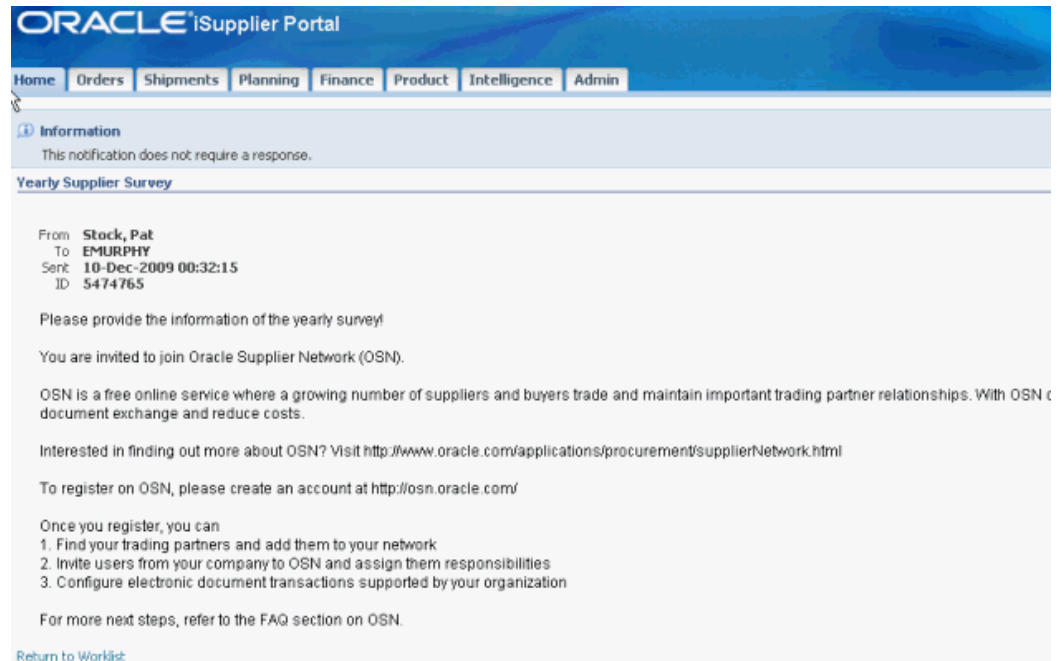 ORACLE iSupplier Portal
Home Orders Shipments Planning Finance Product Intelligence Admin
Information
This notification does not require a response.
Yearly Supplier Survey
From Stock, Pat
To EMURPHY
Sent 10-Dec-2009 00:32:15
ID 5474765
Please provide the information of the yearly survey!
You are invited to join Oracle Supplier Network (OSN).
OSN is a free online service where a growing number of suppliers and buyers trade and maintain important trading partner relationships. With OSN
document exchange and reduce costs.
Interested in finding out more about OSN? Visit http://www.oracle.com/applications/procurement/supplierNetwork.html
To register on OSN, please create an account at http://osn.oracle.com/
Once you register, you can
1. Find your trading partners and add them to your network
2. Invite users from your company to OSN and assign them responsibilities
3. Configure electronic document transactions supported by your organization
For more next steps, refer to the FAQ section on OSN.
Return to Worklist